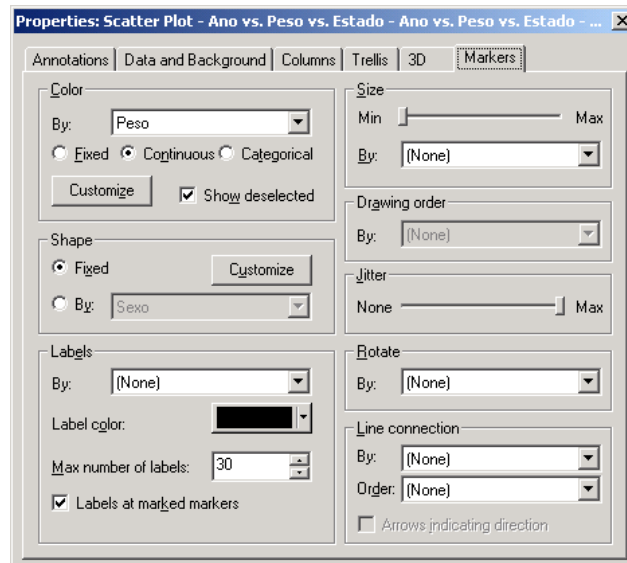 Properties: Scatter Plot - Ano vs. Peso vs. Estado - Ano vs. Peso vs. Estado - ...
Annotations
Data and Background
Columns
Trellis
3D
Markers
Color
By:
Peso
Fixed
Continuous
Categorical
Customize
Show deselected
Shape
Fixed
Customize
By:
Sexo
Labels
By:
(None)
Label color:
Max number of labels:
30
Labels at marked markers
Size
Min
Max
By:
(None)
Drawing order
By:
(None)
Jitter
None
Max
Rotate
By:
(None)
Line connection
By:
(None)
Order:
(None)
Arrows indicating direction